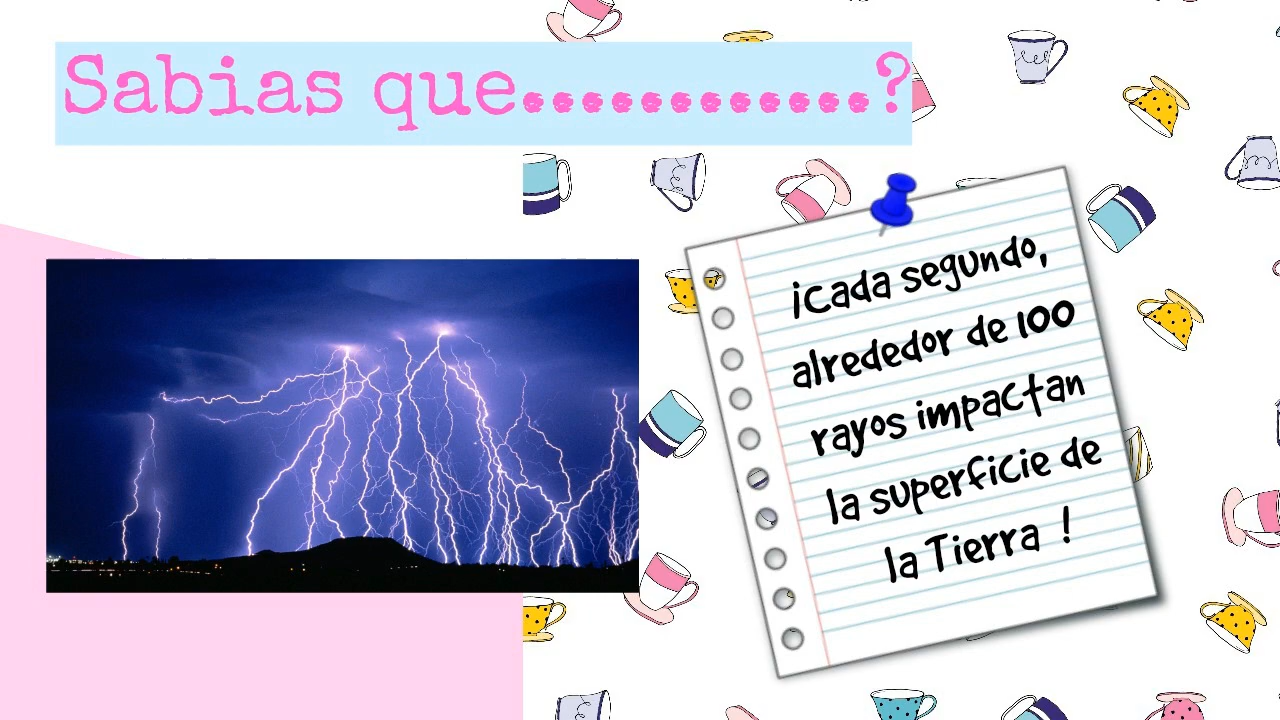 Sabias que............?
¡Cada segundo,
alrededor de 100
rayos impactan
la superficie de
la Tierra !